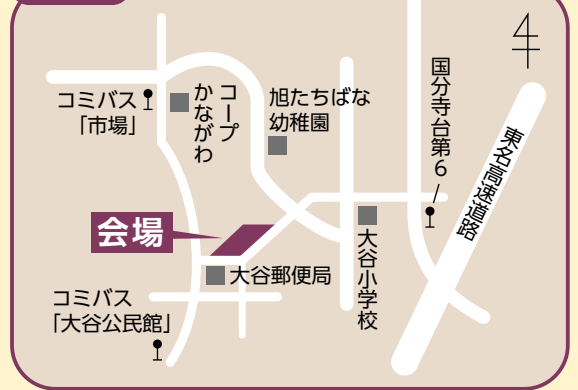 コミバス
「市場」
コープ
かながわ
旭たちばな
幼稚園
国分寺台第6/
東名高速道路
会場
大谷郵便局
大谷小学校
コミバス
「大谷公民館」